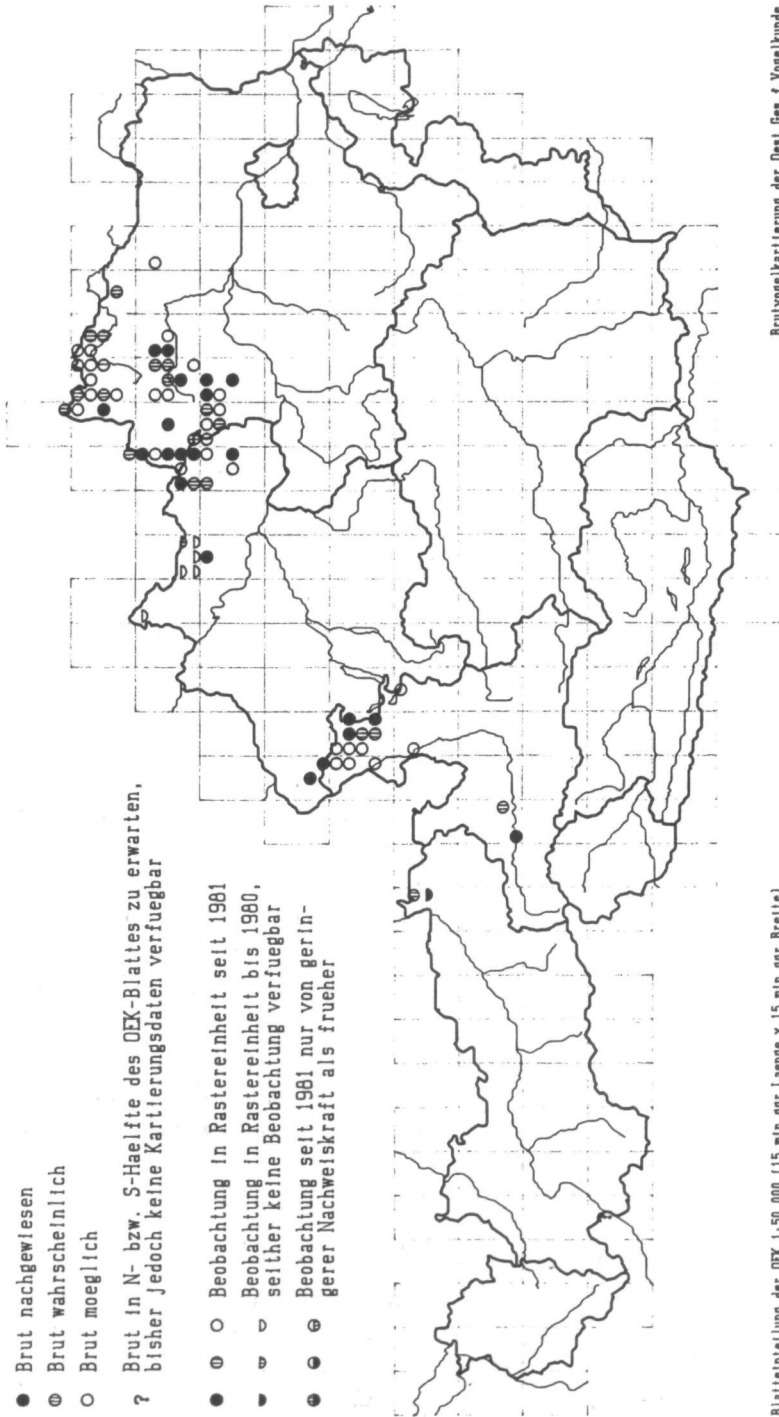 ● Brut nachgewiesen
◍ Brut wahrscheinlich
○ Brut moeglich
? Brut in N- bzw. S-Haelfte des OEK-Blattes zu erwarten,
bisher jedoch keine Kartierungsdaten verfuegbar
Beobachtung in Rastereinheit seit 1981
Beobachtung in Rastereinheit bis 1980,
seither keine Beobachtung verfuegbar
Beobachtung seit 1981 nur von gerin-
gerer Nachweiskraft als frueher
Blatteinteilung der OEK 1:50 000 (15 min ggr Laenge x 15 min ggr Breite)
Brutvogelkartierung der Oest Ges f Vogelkunde